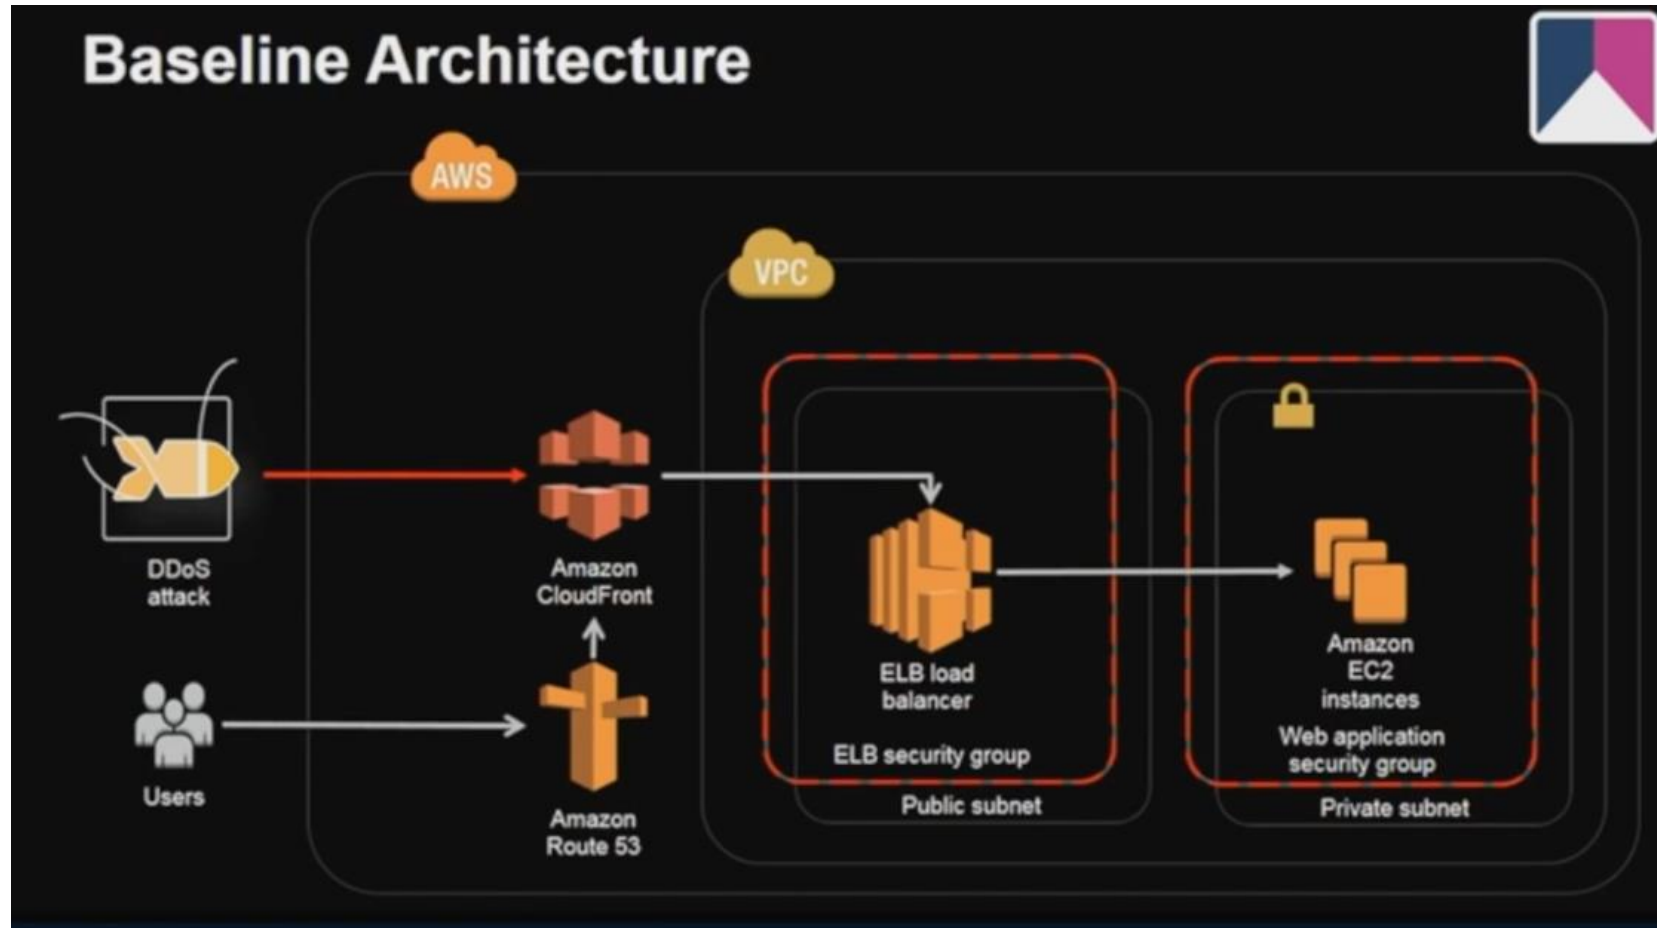 Baseline Architecture
AWS
VPC
DDoS
attack
Amazon
CloudFront
ELB load
balancer
Amazon
EC2
instances
ELB security group
Web application
security group
Users
Public subnet
Private subnet
Amazon
Route 53